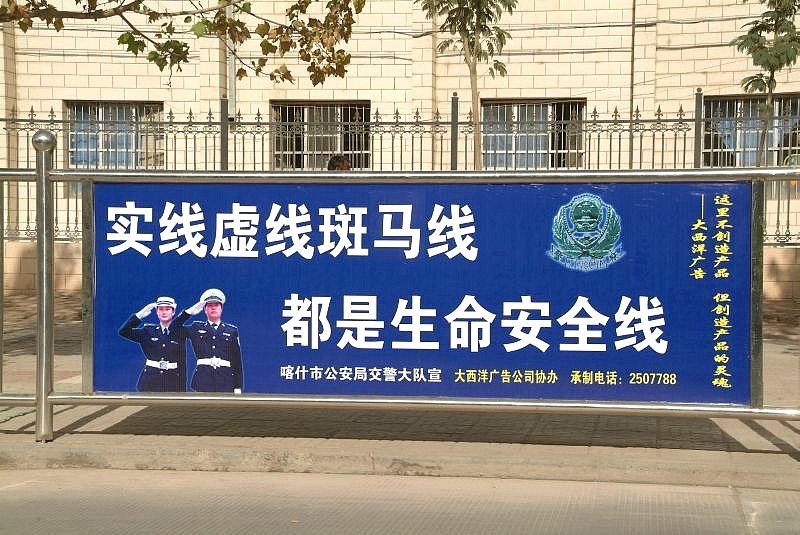 实线虚线斑马线
都是生命安全线
喀什市公安局交警大队宣 大西洋广告公司协办 承制电话：2507788
这里不创造产品 但创造产品的灵魂
——大西洋广告